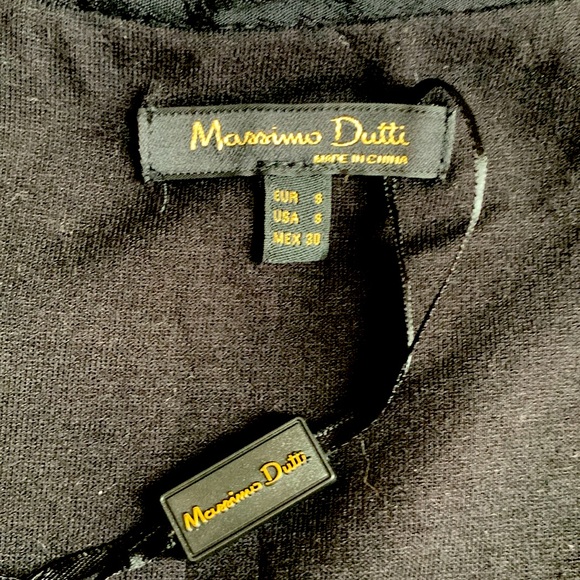 Massimo Dutti
MADE IN CHINA
EUR S
USA S
MEX 30
Massimo Dutti